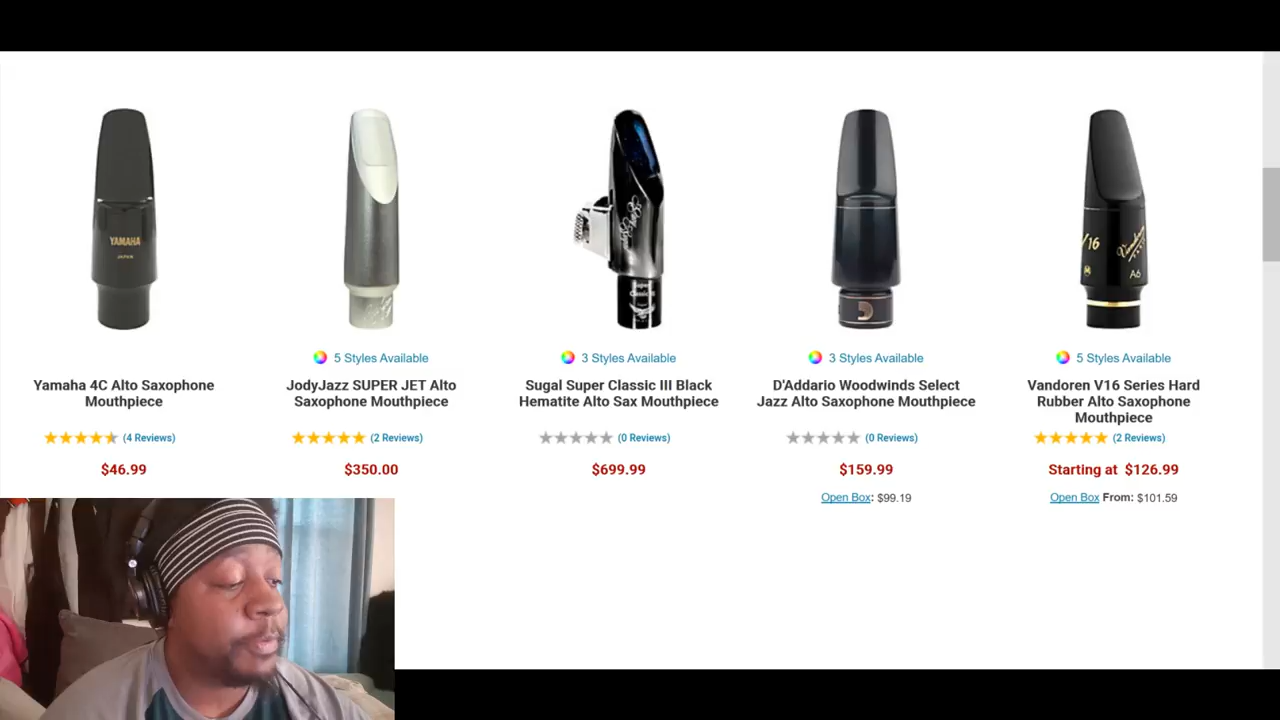 YAMAHA
JAPAN
V16
Vandoren
PARIS
M
A6
5 Styles Available
3 Styles Available
3 Styles Available
5 Styles Available
Yamaha 4C Alto Saxophone
Mouthpiece
(4 Reviews)
$46.99
JodyJazz SUPER JET Alto
Saxophone Mouthpiece
(2 Reviews)
$350.00
Sugal Super Classic III Black
Hematite Alto Sax Mouthpiece
(0 Reviews)
$699.99
D'Addario Woodwinds Select
Jazz Alto Saxophone Mouthpiece
(0 Reviews)
$159.99
Open Box: $99.19
Vandoren V16 Series Hard
Rubber Alto Saxophone
Mouthpiece
(2 Reviews)
Starting at $126.99
Open Box From: $101.59